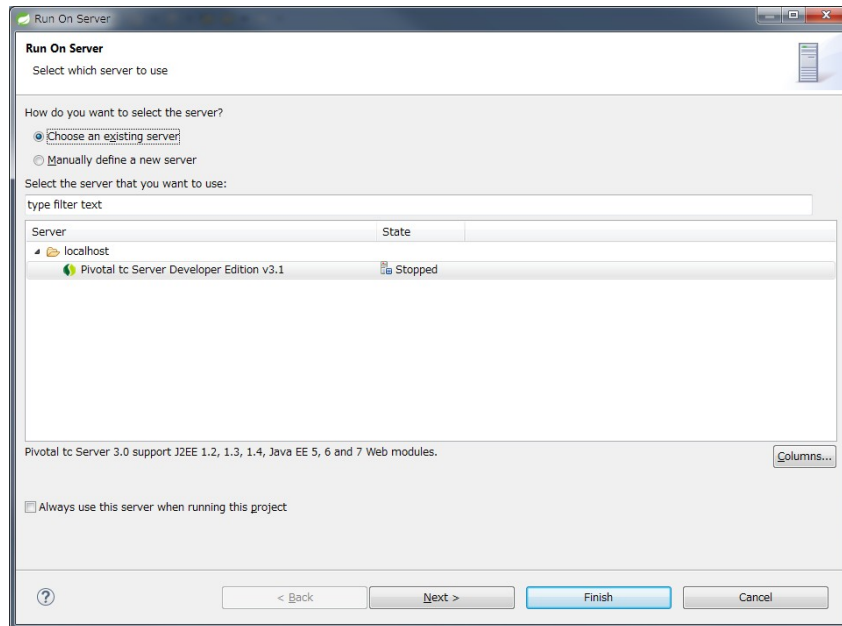 Run On Server
Run On Server
Select which server to use
How do you want to select the server?
Choose an existing server
Manually define a new server
Select the server that you want to use:
type filter text
Server State
localhost
Pivotal tc Server Developer Edition v3.1 Stopped
Pivotal tc Server 3.0 support J2EE 1.2, 1.3, 1.4, Java EE 5, 6 and 7 Web modules.
Columns...
Always use this server when running this project
? < Back Next > Finish Cancel